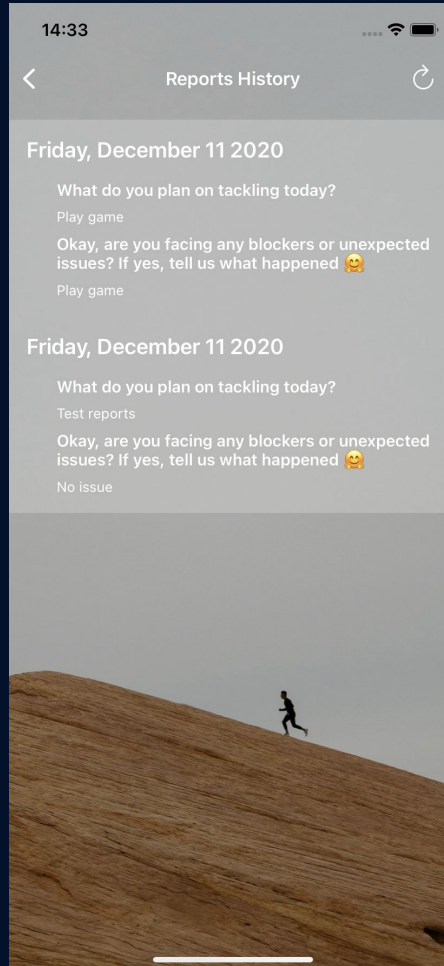 14:33
Reports History
Friday, December 11 2020
What do you plan on tackling today?
Play game
Okay, are you facing any blockers or unexpected
issues? If yes, tell us what happened 🤗
Play game
Friday, December 11 2020
What do you plan on tackling today?
Test reports
Okay, are you facing any blockers or unexpected
issues? If yes, tell us what happened 🤗
No issue